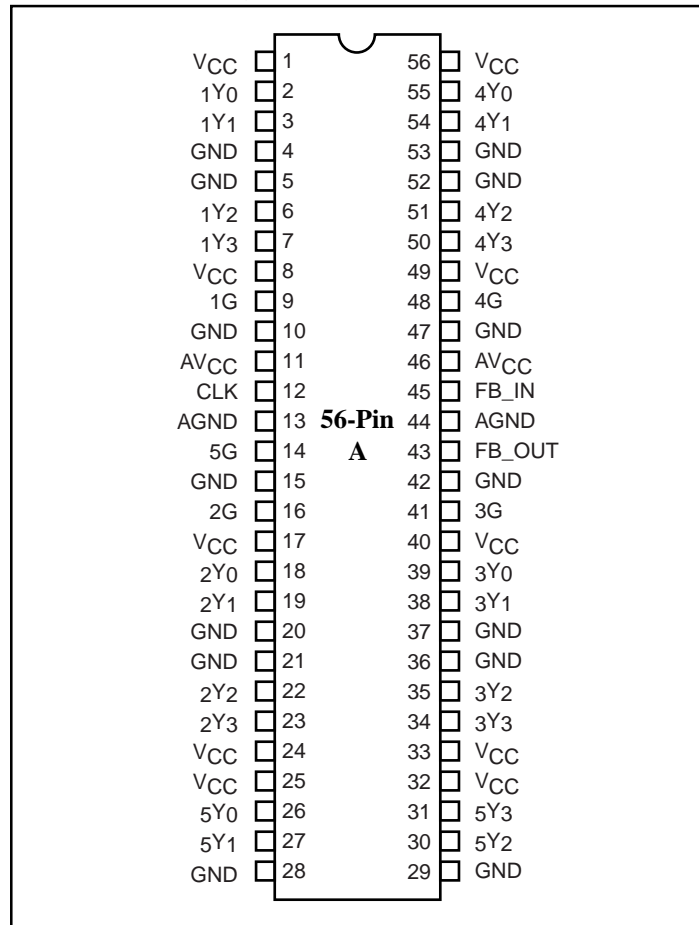 VCC 1 56 VCC
1Y0 2 55 4Y0
1Y1 3 54 4Y1
GND 4 53 GND
GND 5 52 GND
1Y2 6 51 4Y2
1Y3 7 50 4Y3
VCC 8 49 VCC
1G 9 48 4G
GND 10 47 GND
AVCC 11 46 AVCC
CLK 12 45 FB_IN
AGND 13 56-Pin 44 AGND
5G 14 A 43 FB_OUT
GND 15 42 GND
2G 16 41 3G
VCC 17 40 VCC
2Y0 18 39 3Y0
2Y1 19 38 3Y1
GND 20 37 GND
GND 21 36 GND
2Y2 22 35 3Y2
2Y3 23 34 3Y3
VCC 24 33 VCC
VCC 25 32 VCC
5Y0 26 31 5Y3
5Y1 27 30 5Y2
GND 28 29 GND